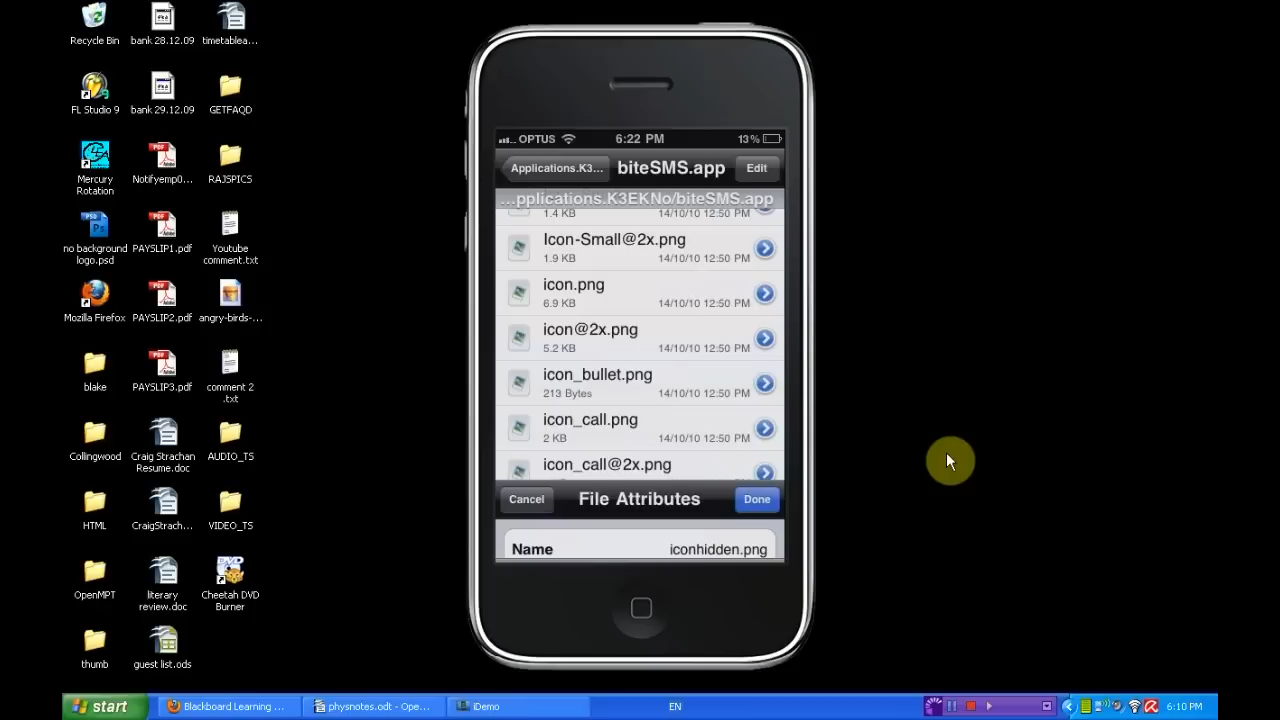 Recycle Bin
bank 28.12.09
timetablea...
FL Studio 9
bank 29.12.09
GETFAQD
Mercury
Rotation
Notifyemp0...
RAJSPICS
no background
logo.psd
PAYSLIP1.pdf
Youtube
comment.txt
Mozilla Firefox
PAYSLIP2.pdf
angry-birds-...
blake
PAYSLIP3.pdf
comment 2
.txt
Collingwood
Craig Strachan
Resume.doc
AUDIO_TS
HTML
CraigStrach...
VIDEO_TS
OpenMPT
literary
review.doc
Cheetah DVD
Burner
thumb
guest list.ods
OPTUS 6:22 PM 13%
Applications.K3... biteSMS.app Edit
...pplications.K3EKNo/biteSMS.app
1.4 KB 14/10/10 12:50 PM
Icon-Small@2x.png
1.9 KB 14/10/10 12:50 PM
icon.png
6.9 KB 14/10/10 12:50 PM
icon@2x.png
5.2 KB 14/10/10 12:50 PM
icon_bullet.png
213 Bytes 14/10/10 12:50 PM
icon_call.png
2 KB 14/10/10 12:50 PM
icon_call@2x.png
Cancel File Attributes Done
Name iconhidden.png
start Blackboard Learning ... physnotes.odt - Ope... iDemo EN 6:10 PM